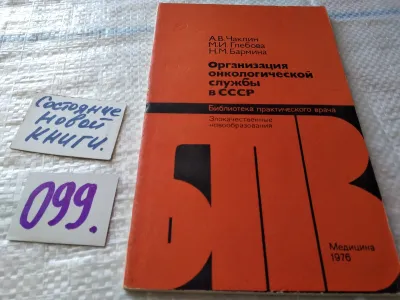 А.В. Чаклин
М.И. Глебова
Н.М. Бармина
Организация
онкологической
службы
в СССР
Библиотека практического врача
Злокачественные
новообразования
БПВ
Медицина
1976
Состояние
новой
книги.
099.